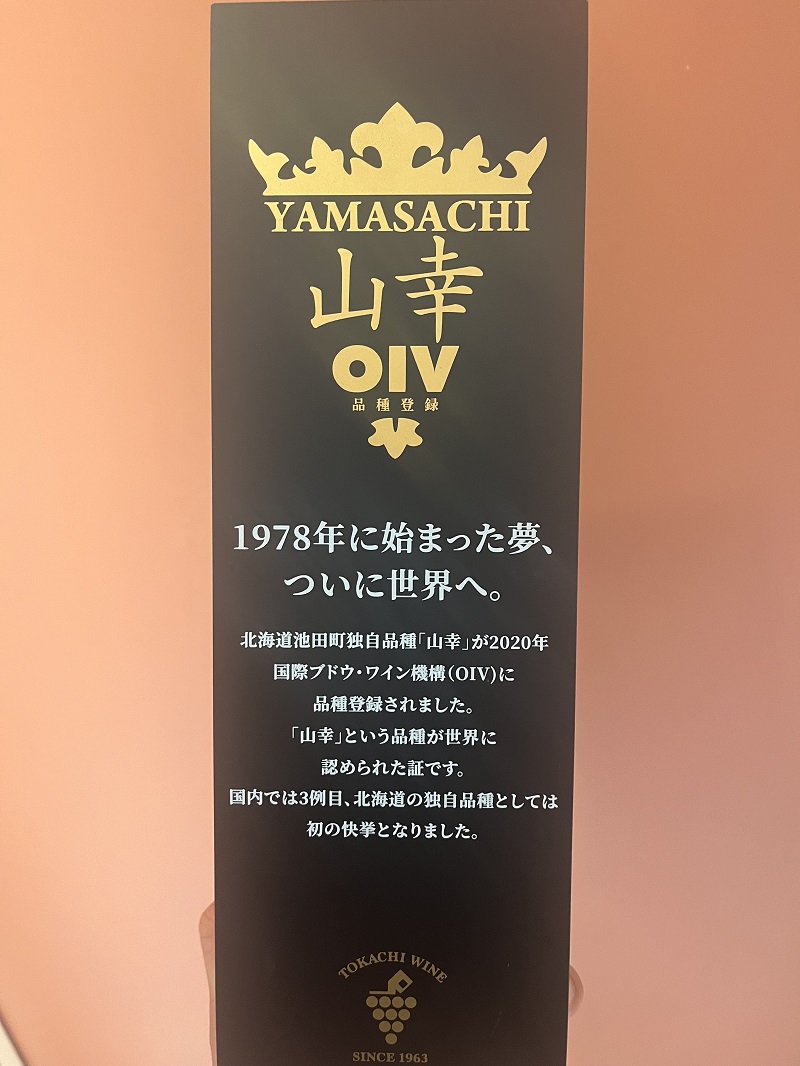 YAMASACHI
山幸
OIV
品種登録
1978年に始まった夢、
ついに世界へ。
北海道池田町独自品種「山幸」が2020年
国際ブドウ・ワイン機構(OIV)に
品種登録されました。
「山幸」という品種が世界に
認められた証です。
国内では3例目、北海道の独自品種としては
初の快挙となりました。
TOKACHI WINE
SINCE 1963